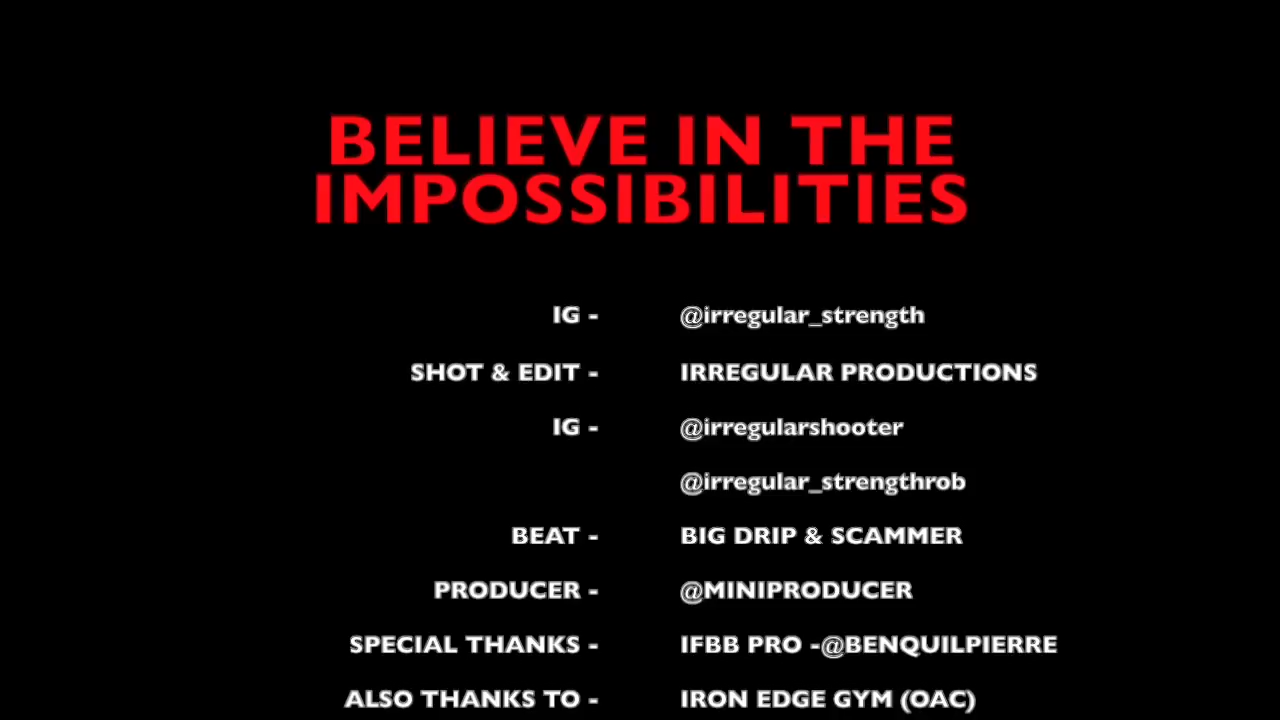 BELIEVE IN THE
IMPOSSIBILITIES
IG - @irregular_strength
SHOT & EDIT - IRREGULAR PRODUCTIONS
IG - @irregularshooter
@irregular_strengthrob
BEAT - BIG DRIP & SCAMMER
PRODUCER - @MINIPRODUCER
SPECIAL THANKS - IFBB PRO -@BENQUILPIERRE
ALSO THANKS TO - IRON EDGE GYM (OAC)